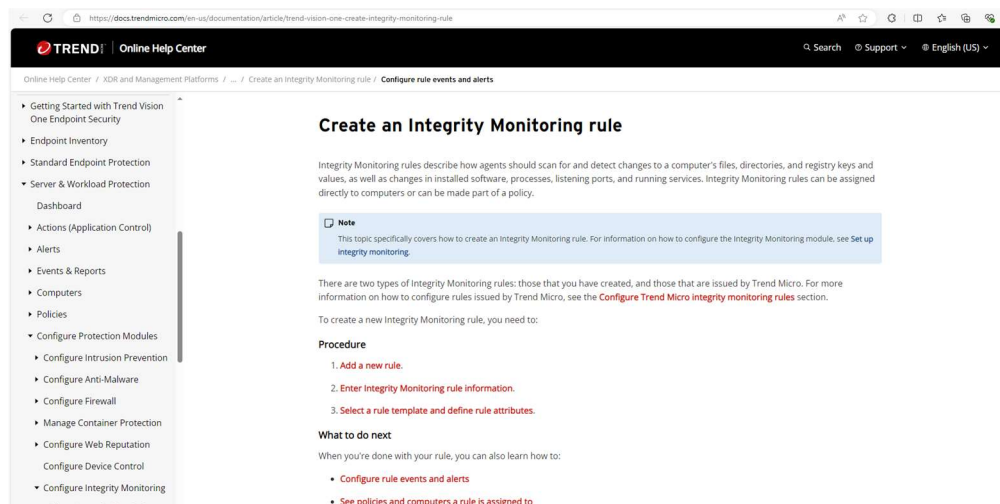 https://docs.trendmicro.com/en-us/documentation/article/trend-vision-one-create-integrity-monitoring-rule
TREND | Online Help Center
Search Support English (US)
Online Help Center / XDR and Management Platforms / ... / Create an Integrity Monitoring rule / Configure rule events and alerts
Getting Started with Trend Vision
One Endpoint Security
Endpoint Inventory
Standard Endpoint Protection
Server & Workload Protection
Dashboard
Actions (Application Control)
Alerts
Events & Reports
Computers
Policies
Configure Protection Modules
Configure Intrusion Prevention
Configure Anti-Malware
Configure Firewall
Manage Container Protection
Configure Web Reputation
Configure Device Control
Configure Integrity Monitoring
Create an Integrity Monitoring rule
Integrity Monitoring rules describe how agents should scan for and detect changes to a computer's files, directories, and registry keys and
values, as well as changes in installed software, processes, listening ports, and running services. Integrity Monitoring rules can be assigned
directly to computers or can be made part of a policy.
Note
This topic specifically covers how to create an Integrity Monitoring rule. For information on how to configure the Integrity Monitoring module, see Set up
integrity monitoring.
There are two types of Integrity Monitoring rules: those that you have created, and those that are issued by Trend Micro. For more
information on how to configure rules issued by Trend Micro, see the Configure Trend Micro integrity monitoring rules section.
To create a new Integrity Monitoring rule, you need to:
Procedure
1. Add a new rule.
2. Enter Integrity Monitoring rule information.
3. Select a rule template and define rule attributes.
What to do next
When you're done with your rule, you can also learn how to:
• Configure rule events and alerts
• See policies and computers a rule is assigned to